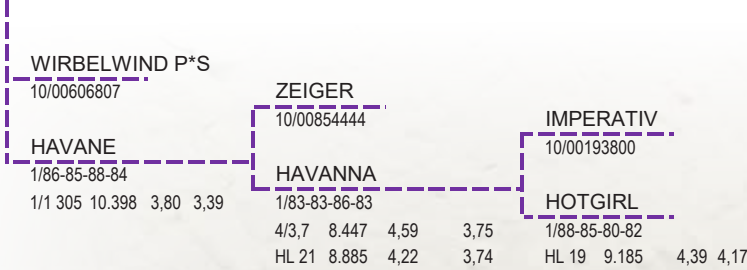 WIRBELWIND P*S
10/00606807
HAVANE
1/86-85-88-84
1/1 305 10.398 3,80 3,39
ZEIGER
10/00854444
HAVANNA
1/83-83-86-83
4/3,7 8.447 4,59 3,75
HL 21 8.885 4,22 3,74
IMPERATIV
10/00193800
HOTGIRL
1/88-85-80-82
HL 19 9.185 4,39 4,17